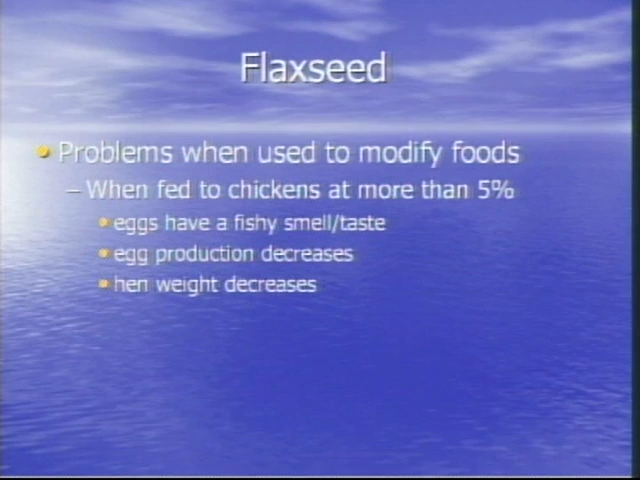 Flaxseed
Problems when used to modify foods
– When fed to chickens at more than 5%
eggs have a fishy smell/taste
egg production decreases
hen weight decreases